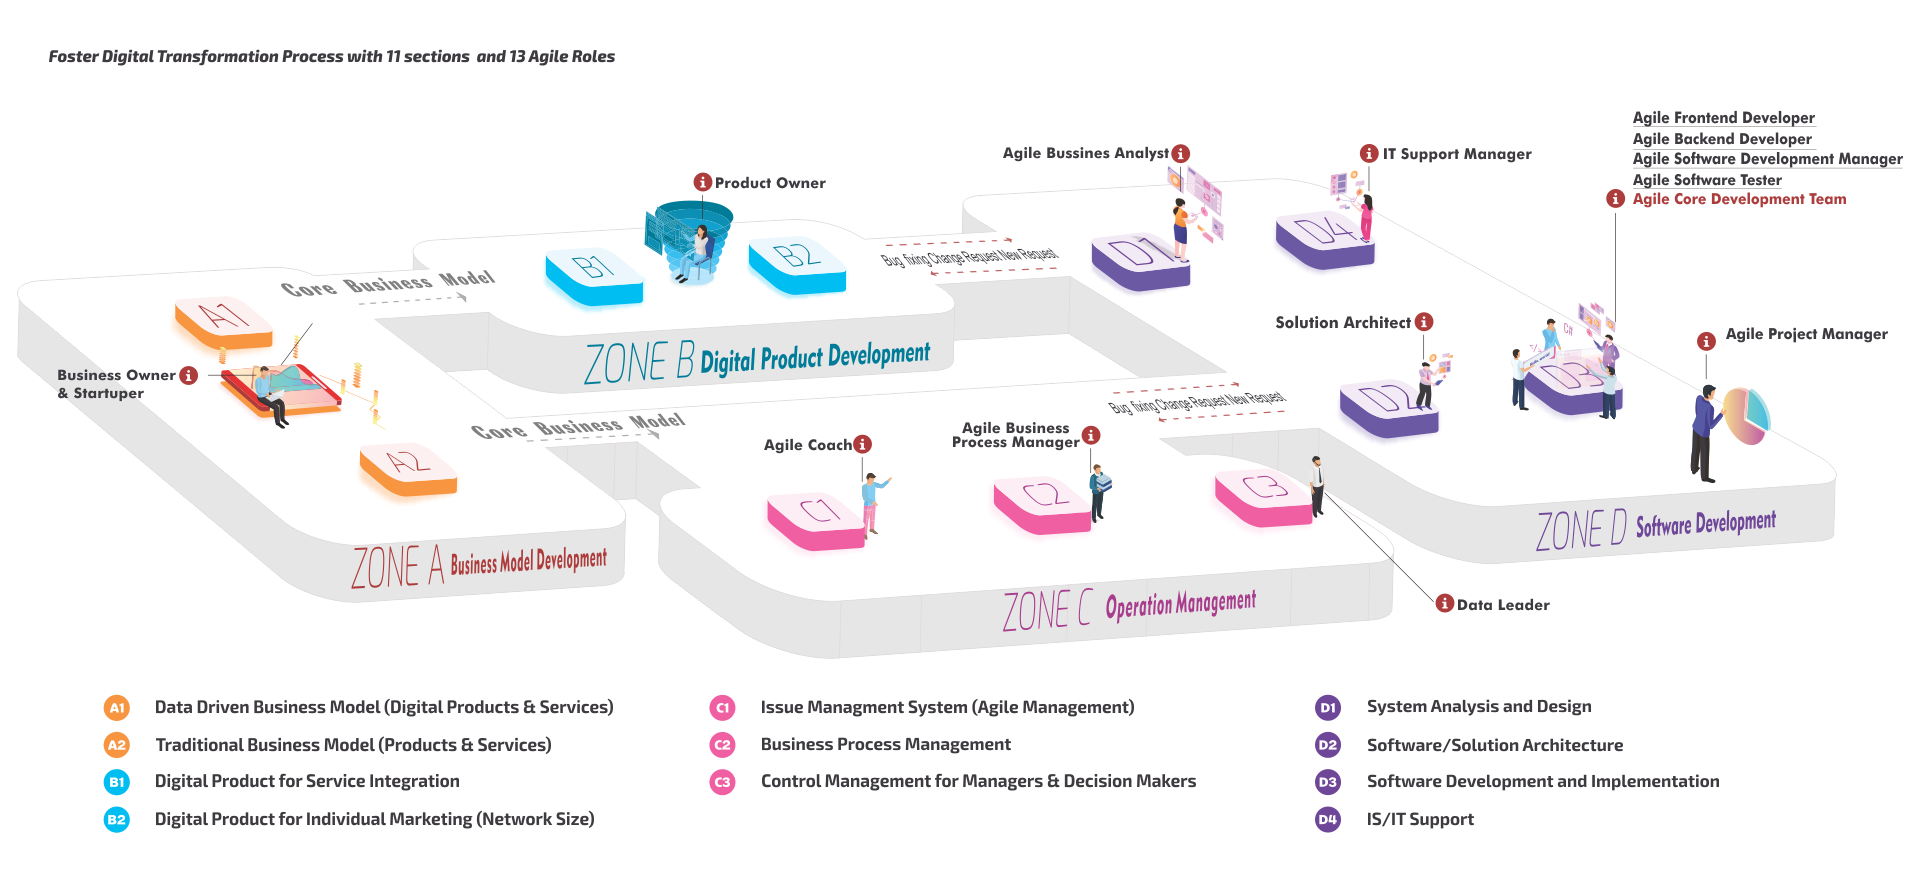 Foster Digital Transformation Process with 11 sections and 13 Agile Roles
Agile Frontend Developer
Agile Backend Developer
Agile Software Development Manager
Agile Software Tester
Agile Core Development Team
Agile Bussines Analyst
IT Support Manager
Product Owner
Bug fixing Change Request New Request
D1
D4
B1
B2
Core Business Model
A1
Business Owner
& Startuper
Solution Architect
Agile Project Manager
C#
D3
D2
ZONE B Digital Product Development
Bug fixing Change Request New Request
Core Business Model
Agile Coach
Agile Business
Process Manager
A2
C1
C2
C3
ZONE A Business Model Development
ZONE D Software Development
ZONE C Operation Management
Data Leader
A1 Data Driven Business Model (Digital Products & Services)
A2 Traditional Business Model (Products & Services)
B1 Digital Product for Service Integration
B2 Digital Product for Individual Marketing (Network Size)
C1 Issue Managment System (Agile Management)
C2 Business Process Management
C3 Control Management for Managers & Decision Makers
D1 System Analysis and Design
D2 Software/Solution Architecture
D3 Software Development and Implementation
D4 IS/IT Support